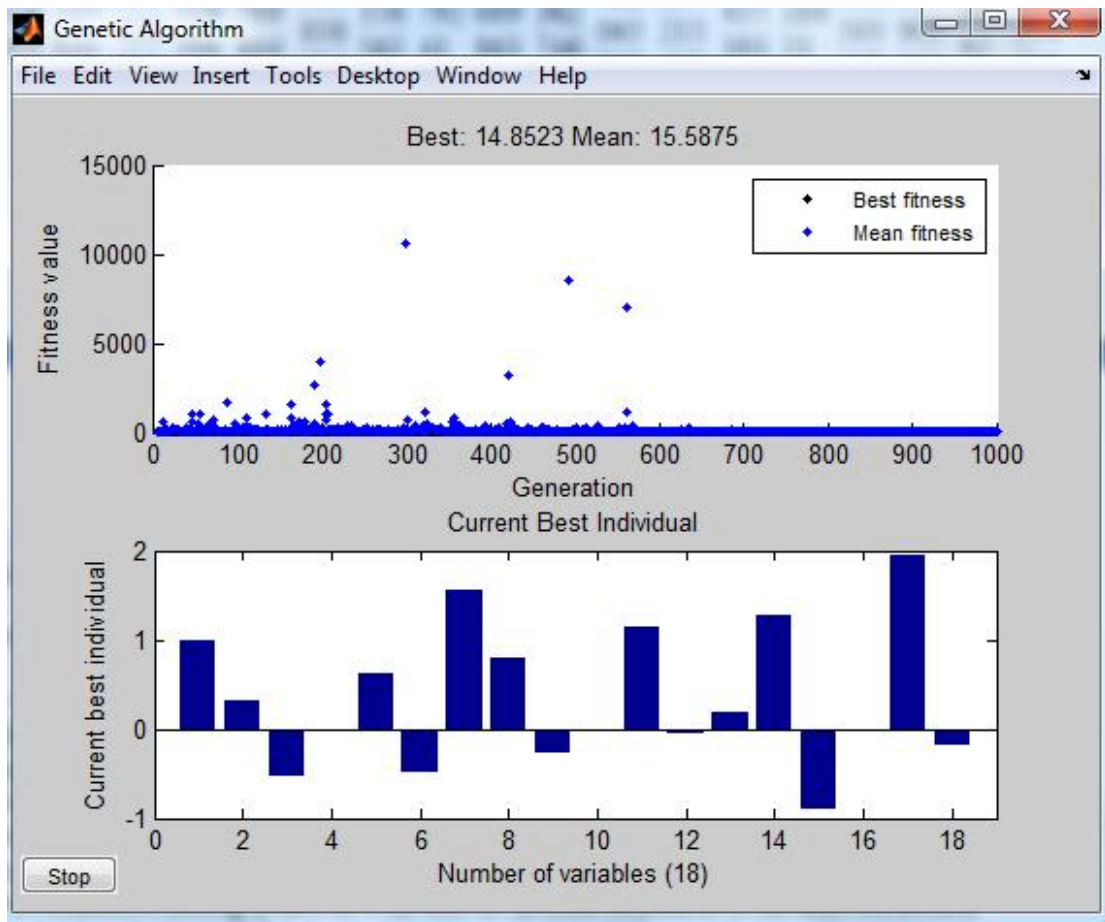 Genetic Algorithm
File Edit View Insert Tools Desktop Window Help
Best: 14.8523 Mean: 15.5875
15000
10000
5000
0
Fitness value
Best fitness
Mean fitness
0 100 200 300 400 500 600 700 800 900 1000
Generation
Current Best Individual
2
1
0
-1
Current best individual
0 2 4 6 8 10 12 14 16 18
Number of variables (18)
Stop